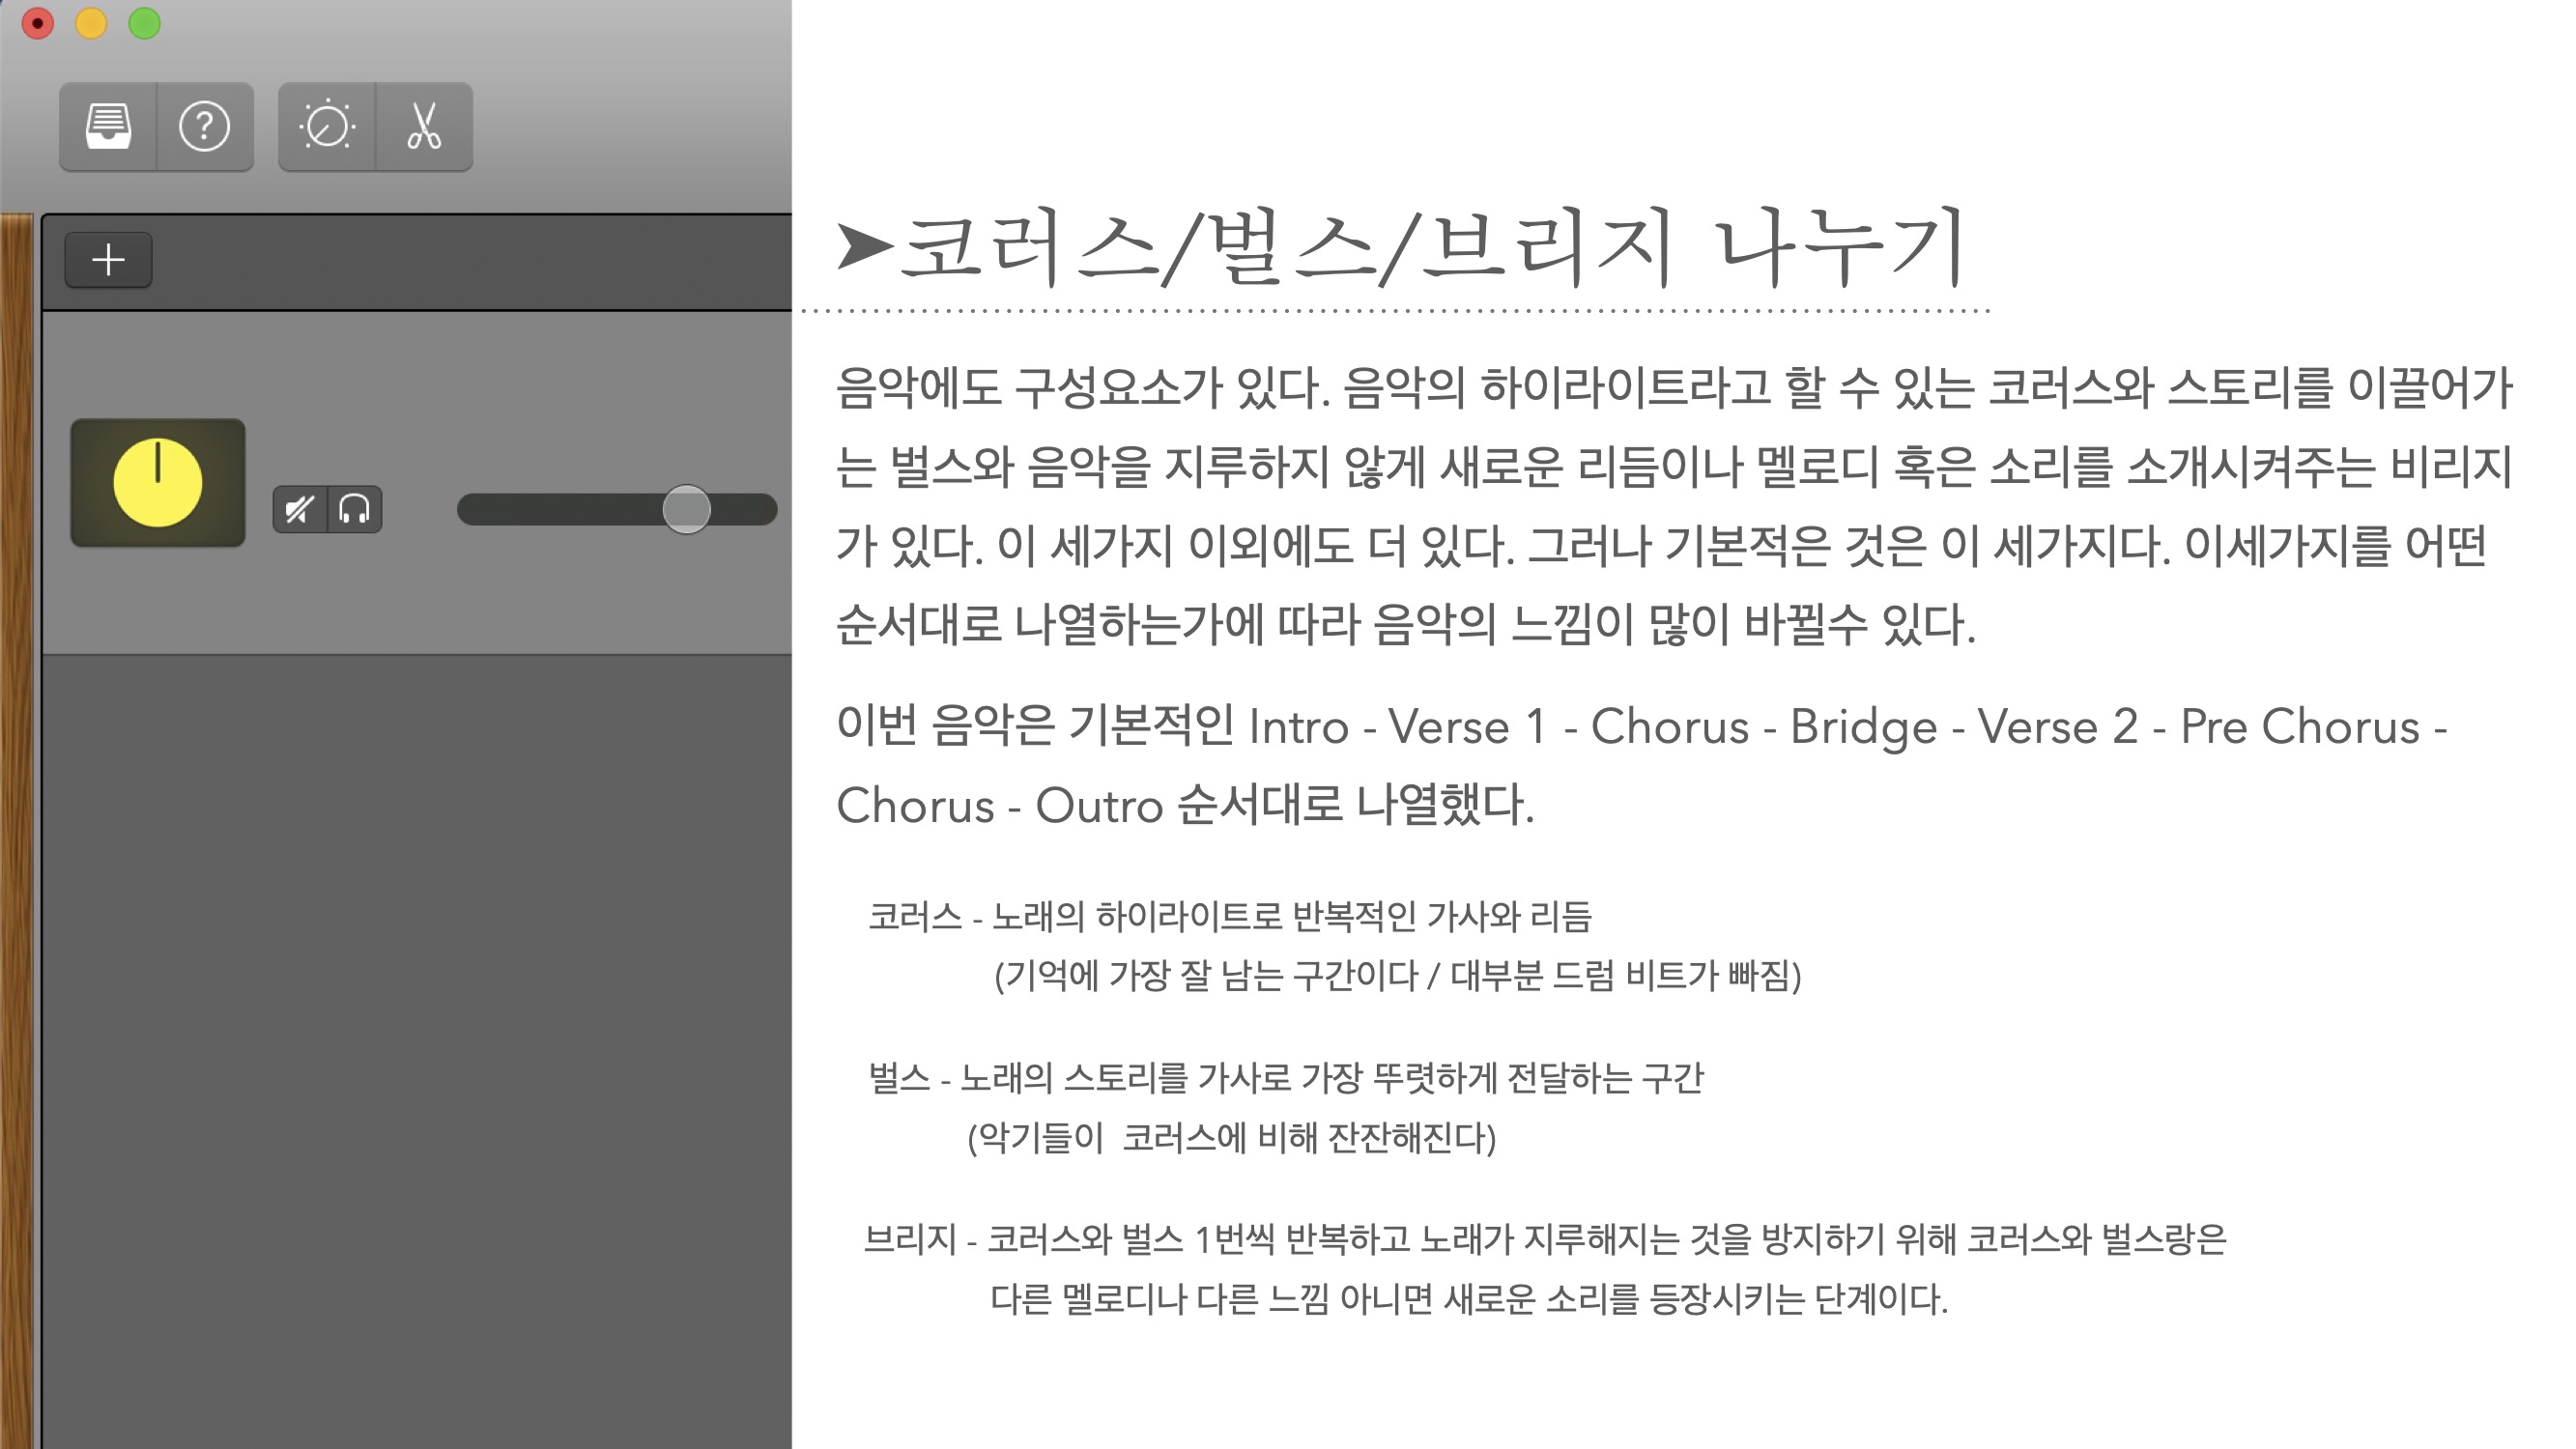 ➤코러스/벌스/브리지 나누기
음악에도 구성요소가 있다. 음악의 하이라이트라고 할 수 있는 코러스와 스토리를 이끌어가
는 벌스와 음악을 지루하지 않게 새로운 리듬이나 멜로디 혹은 소리를 소개시켜주는 비리지
가 있다. 이 세가지 이외에도 더 있다. 그러나 기본적은 것은 이 세가지다. 이세가지를 어떤
순서대로 나열하는가에 따라 음악의 느낌이 많이 바뀔수 있다.
이번 음악은 기본적인 Intro - Verse 1 - Chorus - Bridge - Verse 2 - Pre Chorus -
Chorus - Outro 순서대로 나열했다.
코러스 - 노래의 하이라이트로 반복적인 가사와 리듬
(기억에 가장 잘 남는 구간이다 / 대부분 드럼 비트가 빠짐)
벌스 - 노래의 스토리를 가사로 가장 뚜렷하게 전달하는 구간
(악기들이 코러스에 비해 잔잔해진다)
브리지 - 코러스와 벌스 1번씩 반복하고 노래가 지루해지는 것을 방지하기 위해 코러스와 벌스랑은
다른 멜로디나 다른 느낌 아니면 새로운 소리를 등장시키는 단계이다.